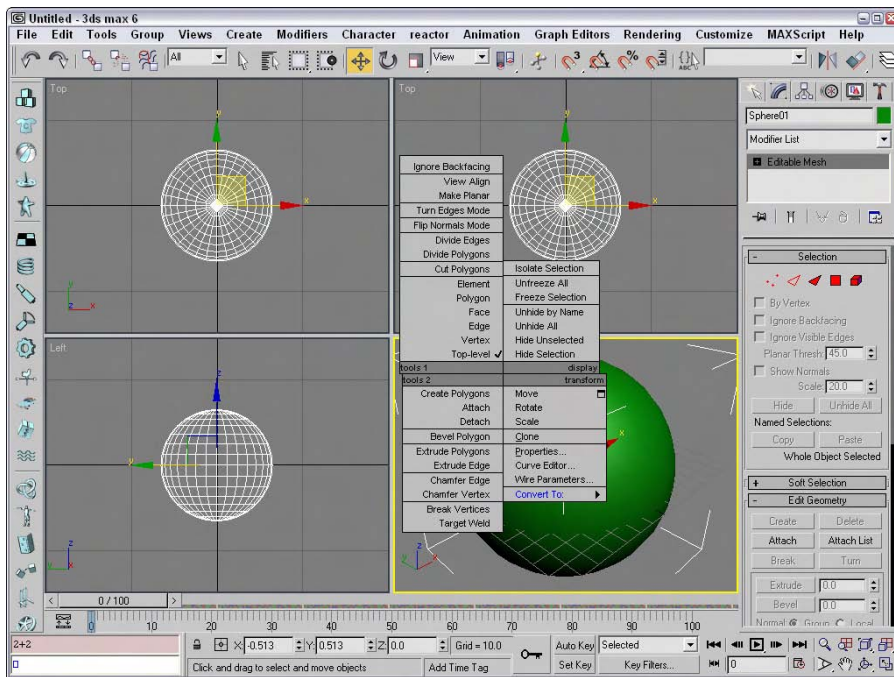 Untitled - 3ds max 6
File Edit Tools Group Views Create Modifiers Character reactor Animation Graph Editors Rendering Customize MAXScript Help
All View
Top
Top
Left
y x
y x
y
x
z
y
z
y x
z
y x
Ignore Backfacing
View Align
Make Planar
Turn Edges Mode
Flip Normals Mode
Divide Edges
Divide Polygons
Cut Polygons
Element
Polygon
Face
Edge
Vertex
Top-level
Isolate Selection
Unfreeze All
Freeze Selection
Unhide by Name
Unhide All
Hide Unselected
Hide Selection
tools 1 display
tools 2 transform
Create Polygons
Attach
Detach
Bevel Polygon
Extrude Polygons
Extrude Edge
Chamfer Edge
Chamfer Vertex
Break Vertices
Target Weld
Move
Rotate
Scale
Clone
Properties...
Curve Editor...
Wire Parameters...
Convert To:
Sphere01
Modifier List
Editable Mesh
- Selection
By Vertex
Ignore Backfacing
Ignore Visible Edges
Planar Thresh: 45.0
Show Normals
Scale: 20.0
Hide Unhide All
Named Selections:
Copy Paste
Whole Object Selected
+ Soft Selection
- Edit Geometry
Create Delete
Attach Attach List
Break Turn
Extrude 0.0
Bevel 0.0
Normal: Group Local
< 0 / 100 >
0 10 20 30 40 50 60 70 80 90 100
2+2
X: -0.513 Y: 0.513 Z: 0.0 Grid = 10.0
Click and drag to select and move objects Add Time Tag
Auto Key Selected
Set Key Key Filters...
0